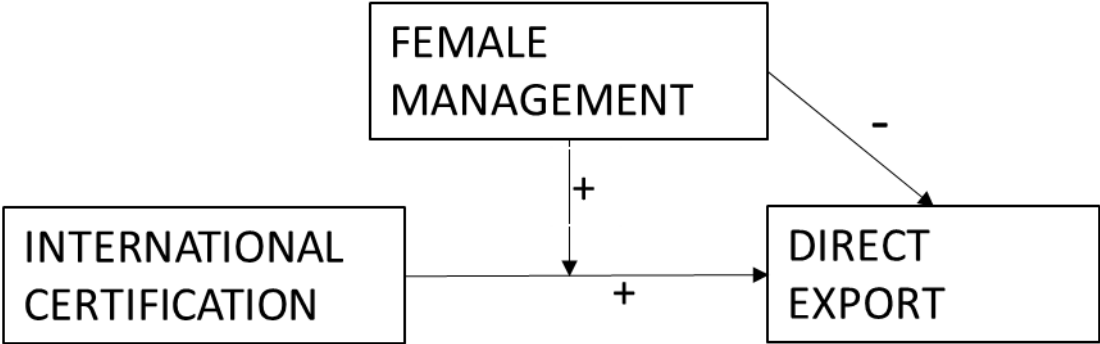 FEMALE
MANAGEMENT
-
+
INTERNATIONAL
CERTIFICATION
+
DIRECT
EXPORT